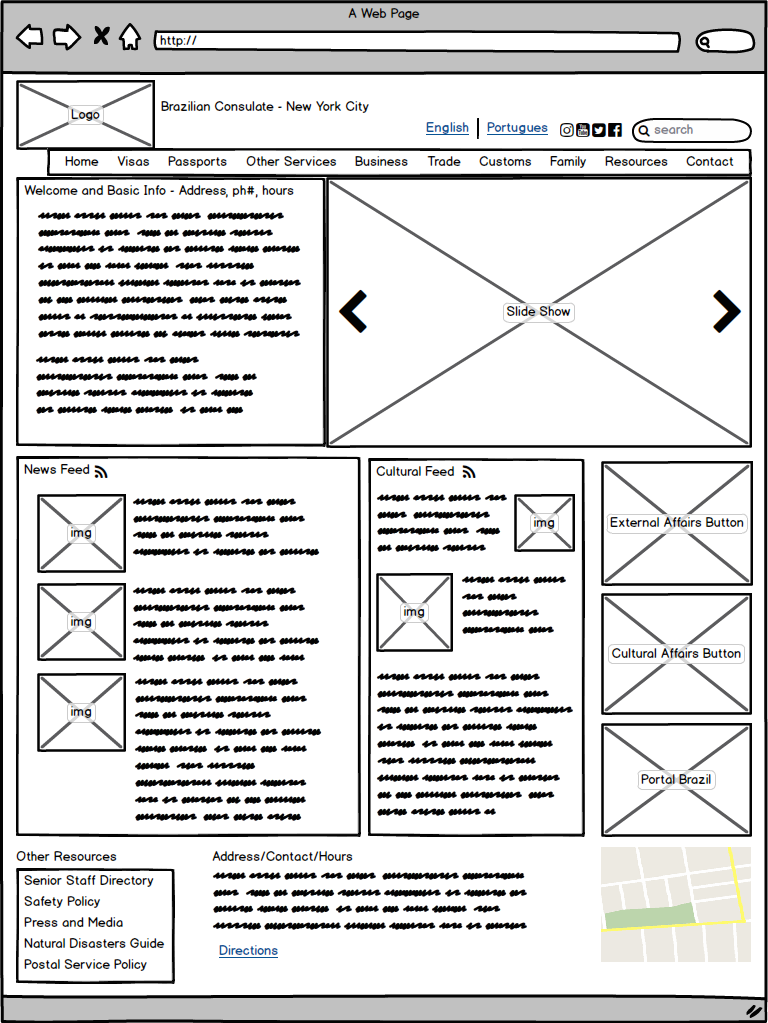 A Web Page
http://
Logo
Brazilian Consulate - New York City
English
Portugues
search
Home Visas Passports Other Services Business Trade Customs Family Resources Contact
Welcome and Basic Info - Address, ph#, hours
Slide Show
News Feed
img
img
img
Cultural Feed
img
img
External Affairs Button
Cultural Affairs Button
Portal Brazil
Other Resources
Senior Staff Directory
Safety Policy
Press and Media
Natural Disasters Guide
Postal Service Policy
Address/Contact/Hours
Directions